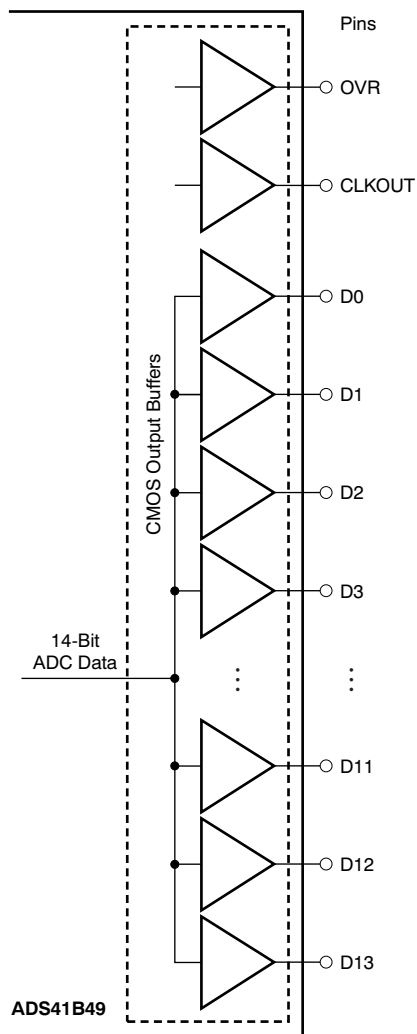 Pins
OVR
CLKOUT
D0
D1
CMOS Output Buffers
D2
D3
14-Bit
ADC Data
D11
D12
D13
ADS41B49